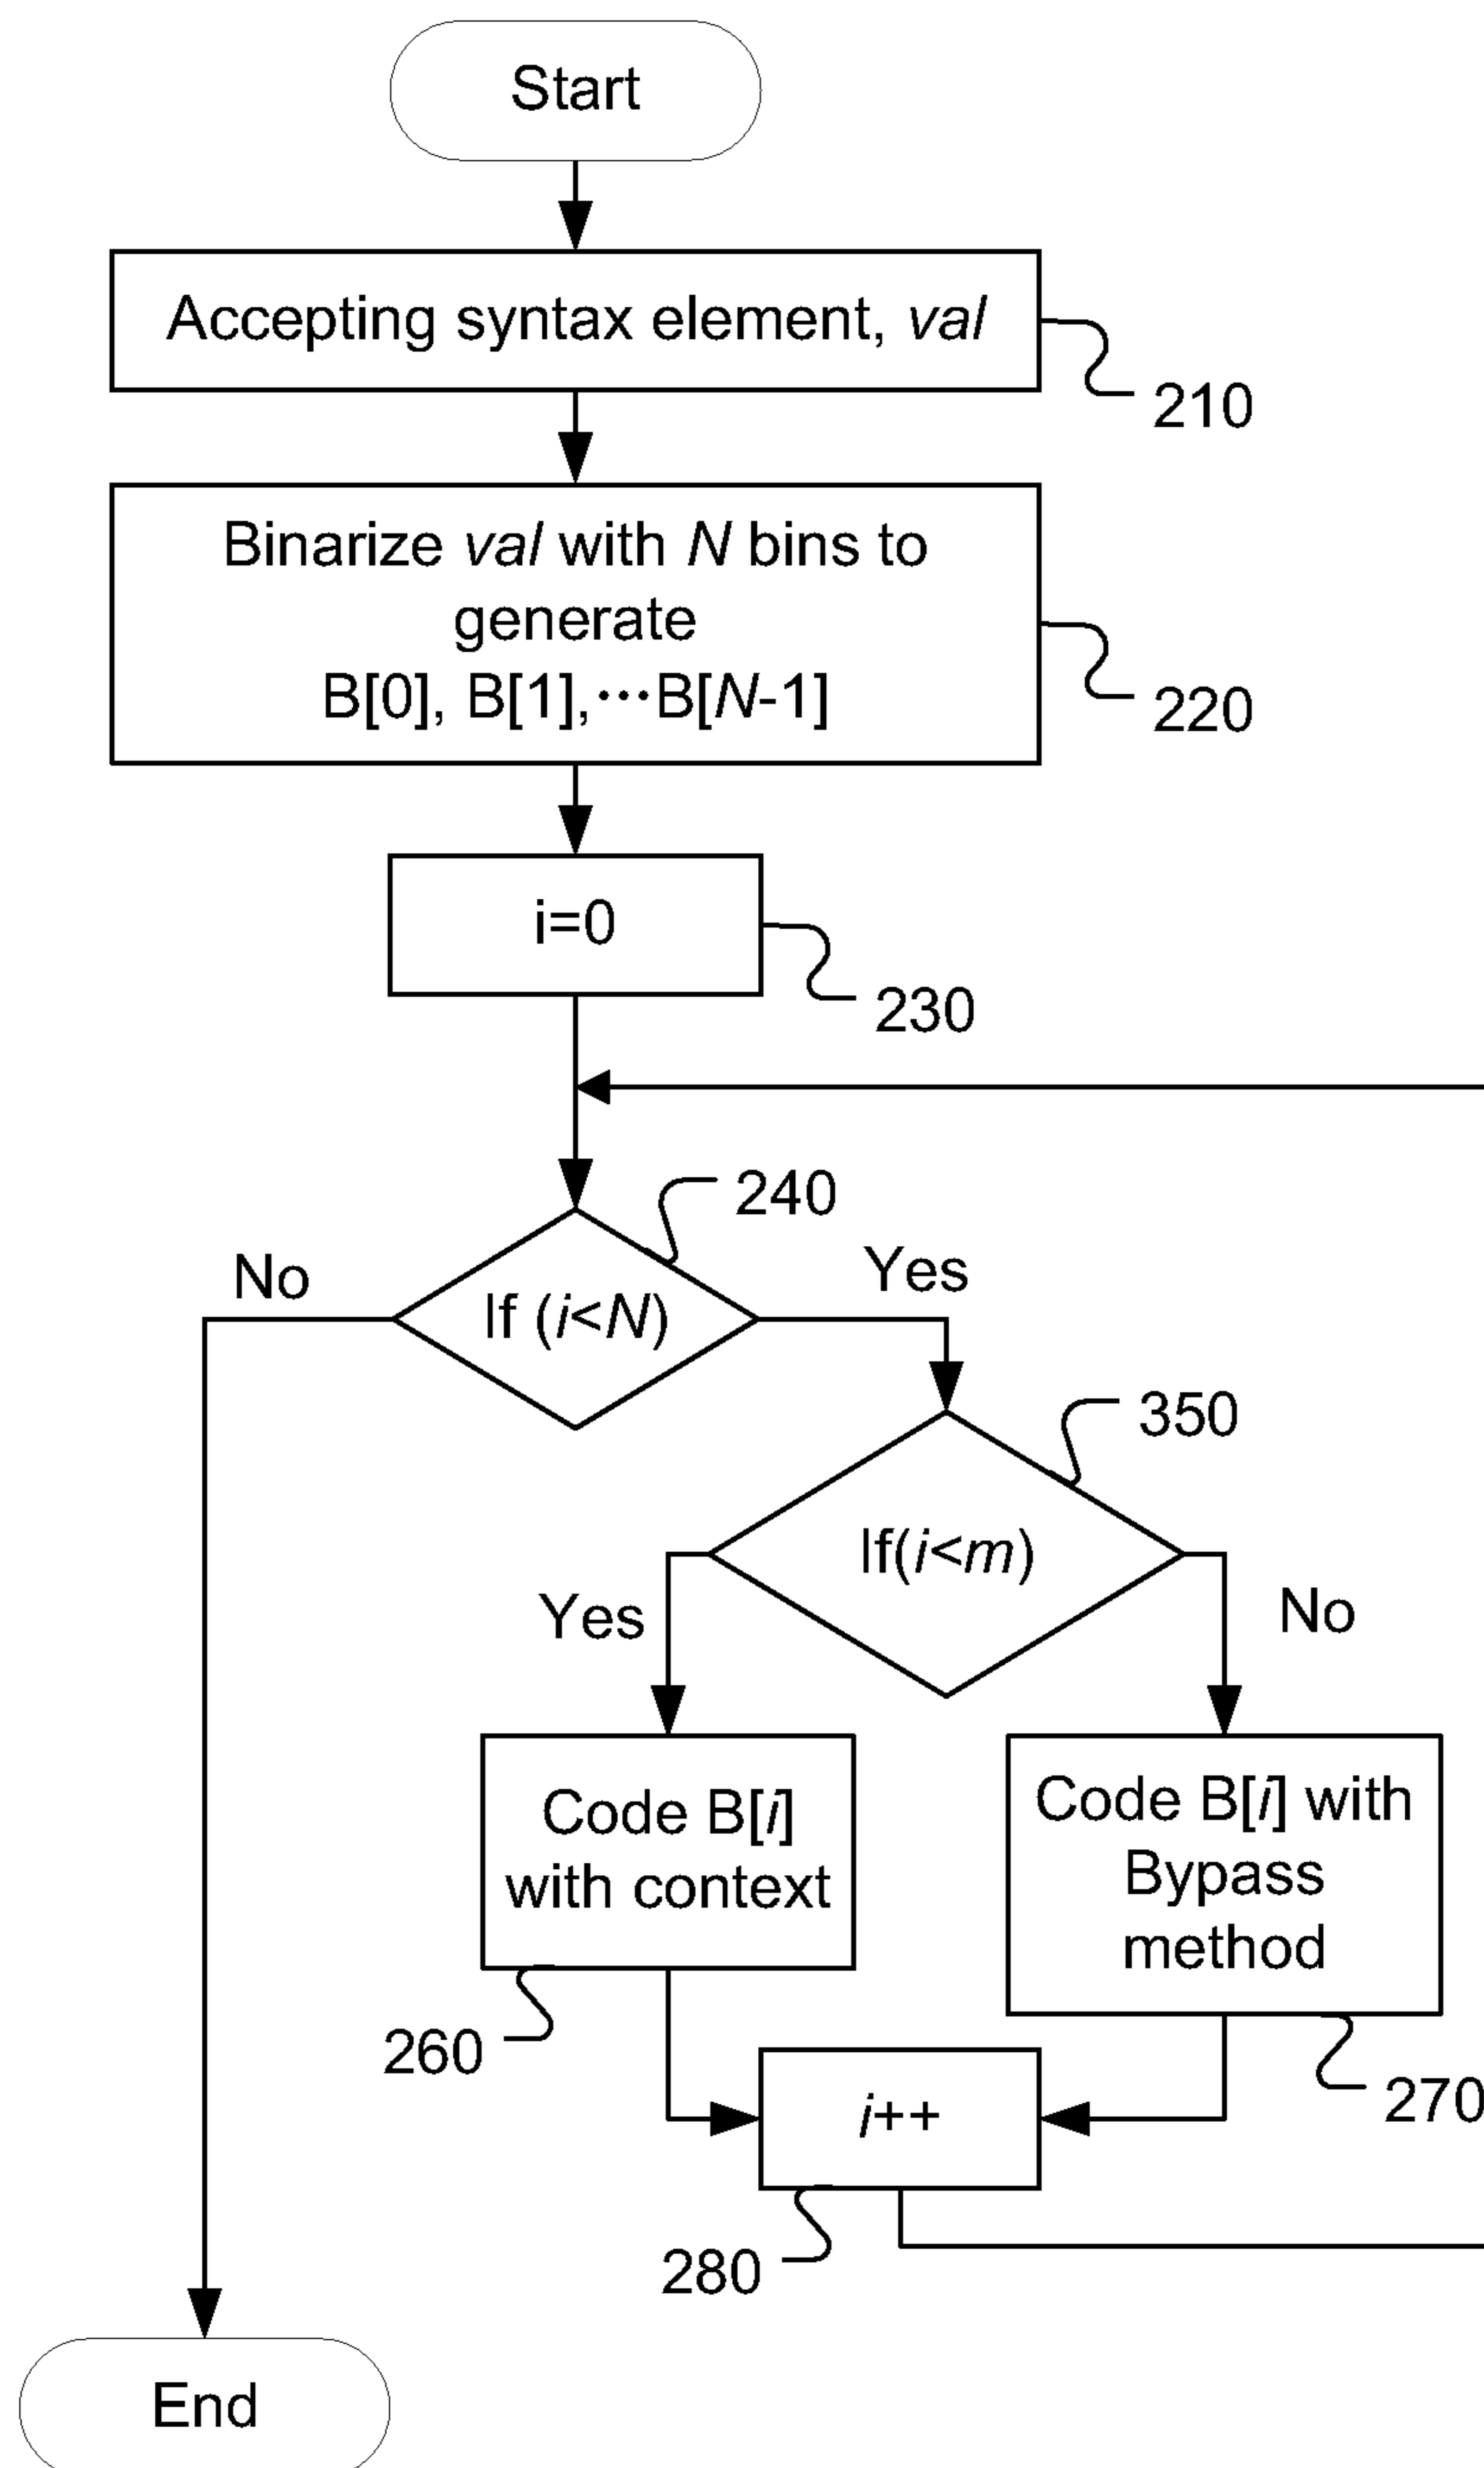 Start
Accepting syntax element, val
210
Binarize val with N bins to
generate
B[0], B[1],···B[N-1]
220
i=0
230
240
No
Yes
If (i<N)
350
If(i<m)
Yes
No
Code B[i]
with context
Code B[i] with
Bypass
method
260
270
i++
280
End